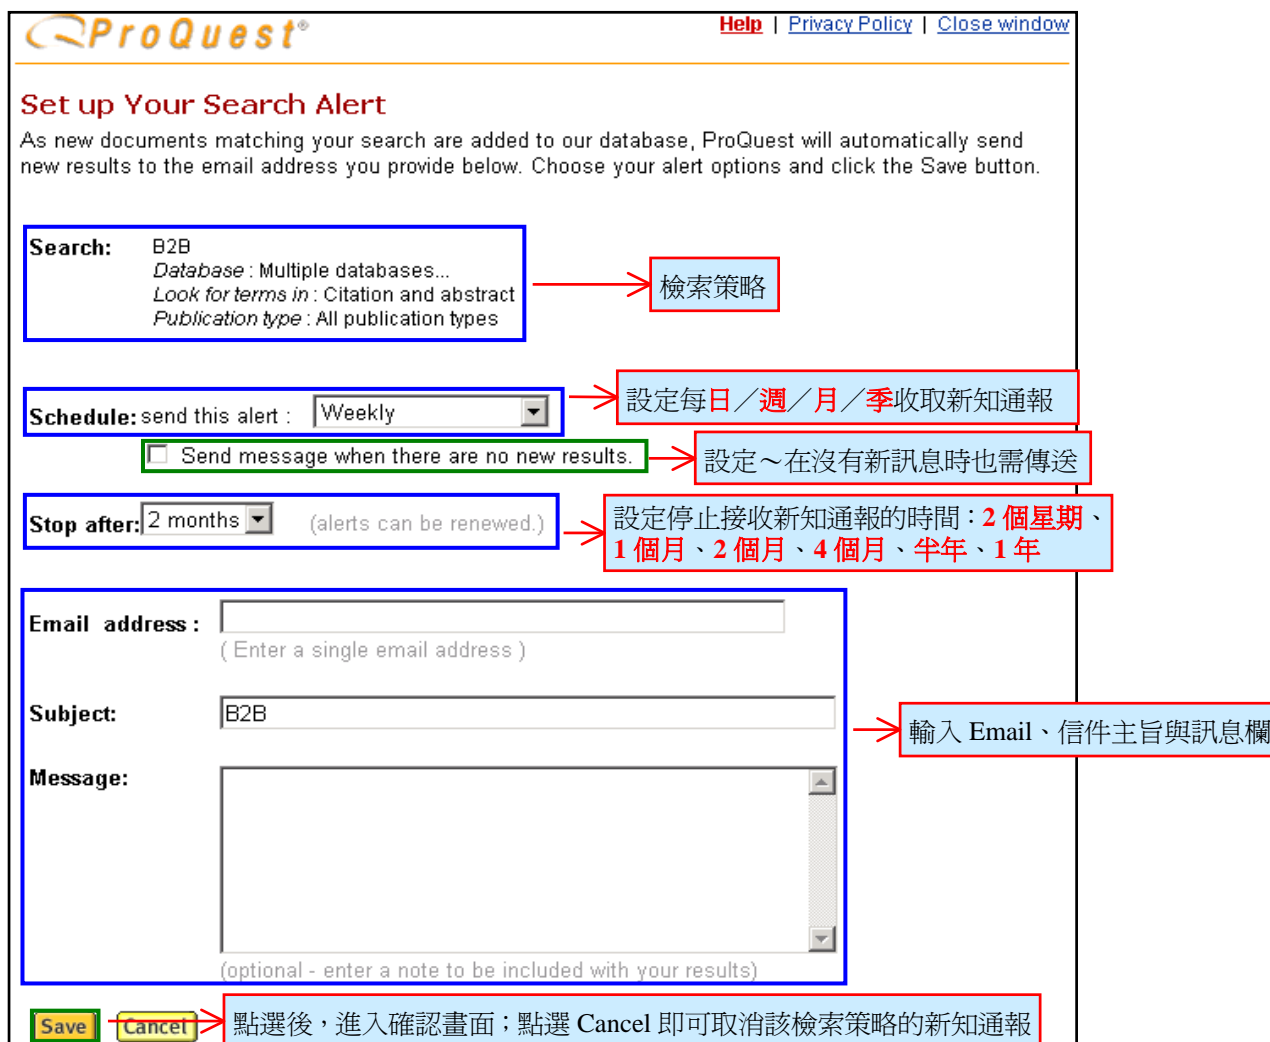 ProQuest®
Help | Privacy Policy | Close window
Set up Your Search Alert
As new documents matching your search are added to our database, ProQuest will automatically send
new results to the email address you provide below. Choose your alert options and click the Save button.
Search: B2B
Database : Multiple databases...
Look for terms in : Citation and abstract
Publication type : All publication types
檢索策略
Schedule: send this alert : Weekly
設定每日／週／月／季收取新知通報
Send message when there are no new results.
設定～在沒有新訊息時也需傳送
Stop after: 2 months (alerts can be renewed.)
設定停止接收新知通報的時間：2 個星期、
1 個月、2 個月、4 個月、半年、1 年
Email address :
( Enter a single email address )
Subject: B2B
輸入 Email、信件主旨與訊息欄
Message:
(optional - enter a note to be included with your results)
Save Cancel
點選後，進入確認畫面；點選 Cancel 即可取消該檢索策略的新知通報